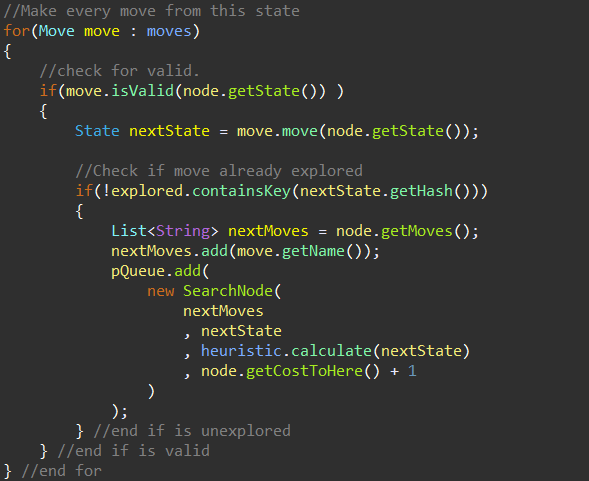 //Make every move from this state
for(Move move : moves)
{
    //check for valid.
    if(move.isValid(node.getState()) )
    {
        State nextState = move.move(node.getState());

        //Check if move already explored
        if(!explored.containsKey(nextState.getHash()))
        {
            List<String> nextMoves = node.getMoves();
            nextMoves.add(move.getName());
            pQueue.add(
                new SearchNode(
                    nextMoves
                    , nextState
                    , heuristic.calculate(nextState)
                    , node.getCostToHere() + 1
                )
            );
        } //end if is unexplored
    } //end if is valid
} //end for